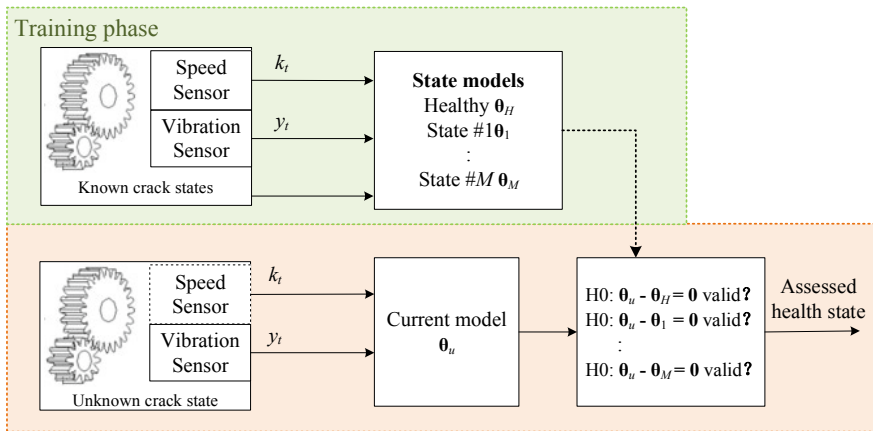 Training phase
Speed
Sensor
Vibration
Sensor
Known crack states
k_t
y_t
State models
Healthy θ_H
State #1θ_1
:
State #M θ_M
Speed
Sensor
Vibration
Sensor
Unknown crack state
k_t
y_t
Current model
θ_u
H0: θ_u - θ_H = 0 valid?
H0: θ_u - θ_1 = 0 valid?
:
H0: θ_u - θ_M = 0 valid?
Assessed
health state